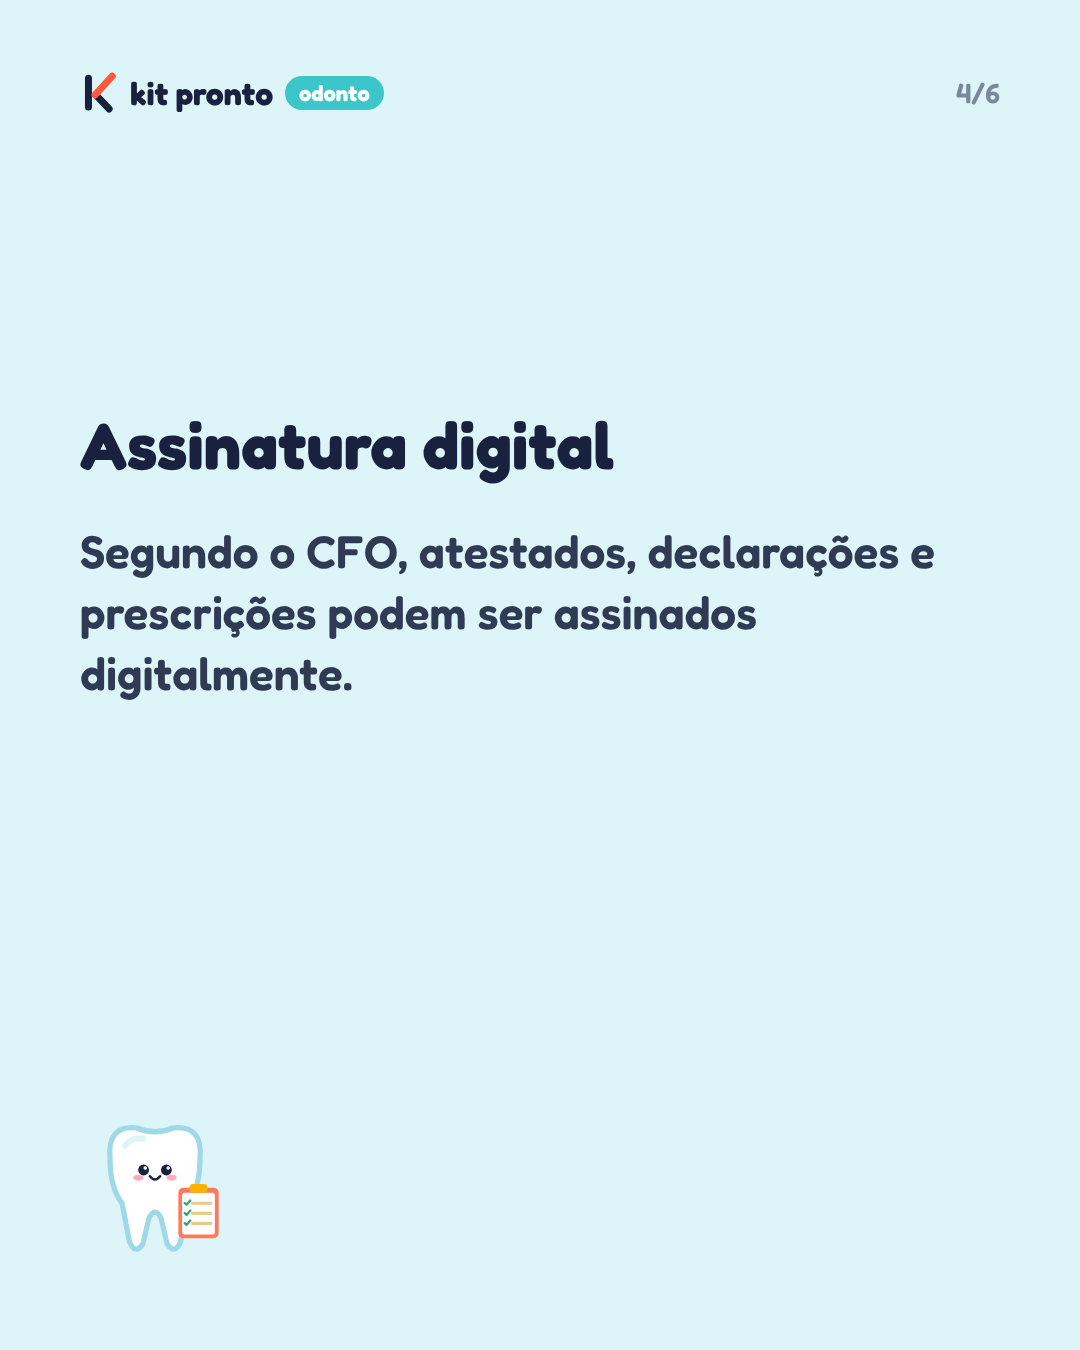 kit pronto odonto
4/6
Assinatura digital
Segundo o CFO, atestados, declarações e
prescrições podem ser assinados
digitalmente.